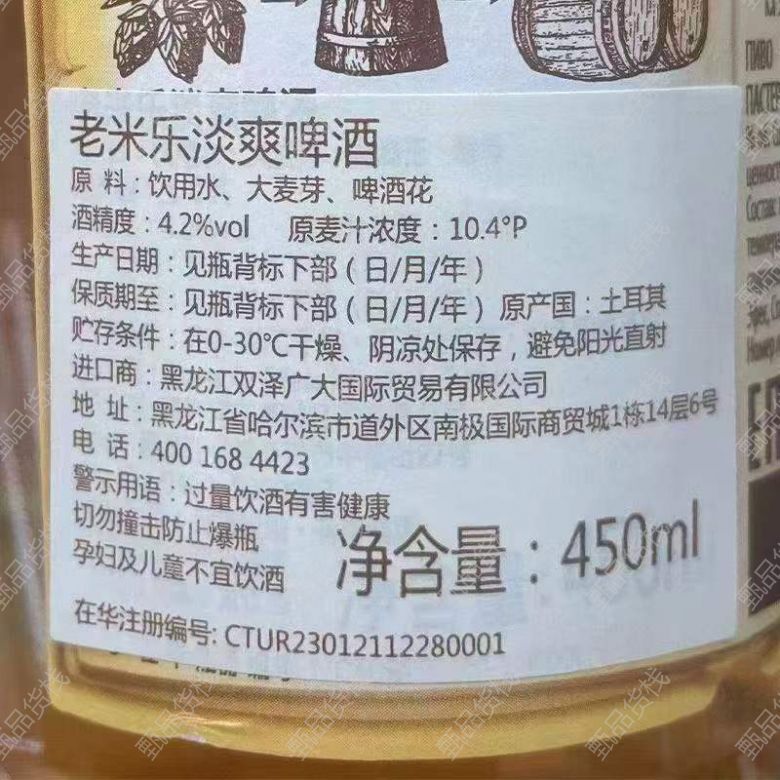 老米乐淡爽啤酒
原 料:饮用水、大麦芽、啤酒花
酒精度:4.2%vol 原麦汁浓度:10.4°P
生产日期:见瓶背标下部(日/月/年)
保质期至:见瓶背标下部(日/月/年) 原产国:土耳其
贮存条件:在0-30℃干燥、阴凉处保存,避免阳光直射
进口商:黑龙江双泽广大国际贸易有限公司
地 址:黑龙江省哈尔滨市道外区南极国际商贸城1栋14层6号
电 话:400 168 4423
警示用语:过量饮酒有害健康
切勿撞击防止爆瓶
孕妇及儿童不宜饮酒
净含量:450ml
在华注册编号: CTUR23012112280001
ПИВО
甄品货栈